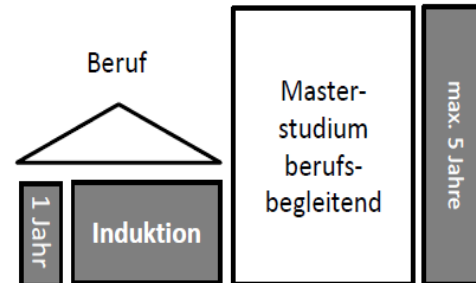 Beruf
1 Jahr
Induktion
Master-
studium
berufs-
begleitend
max. 5 Jahre